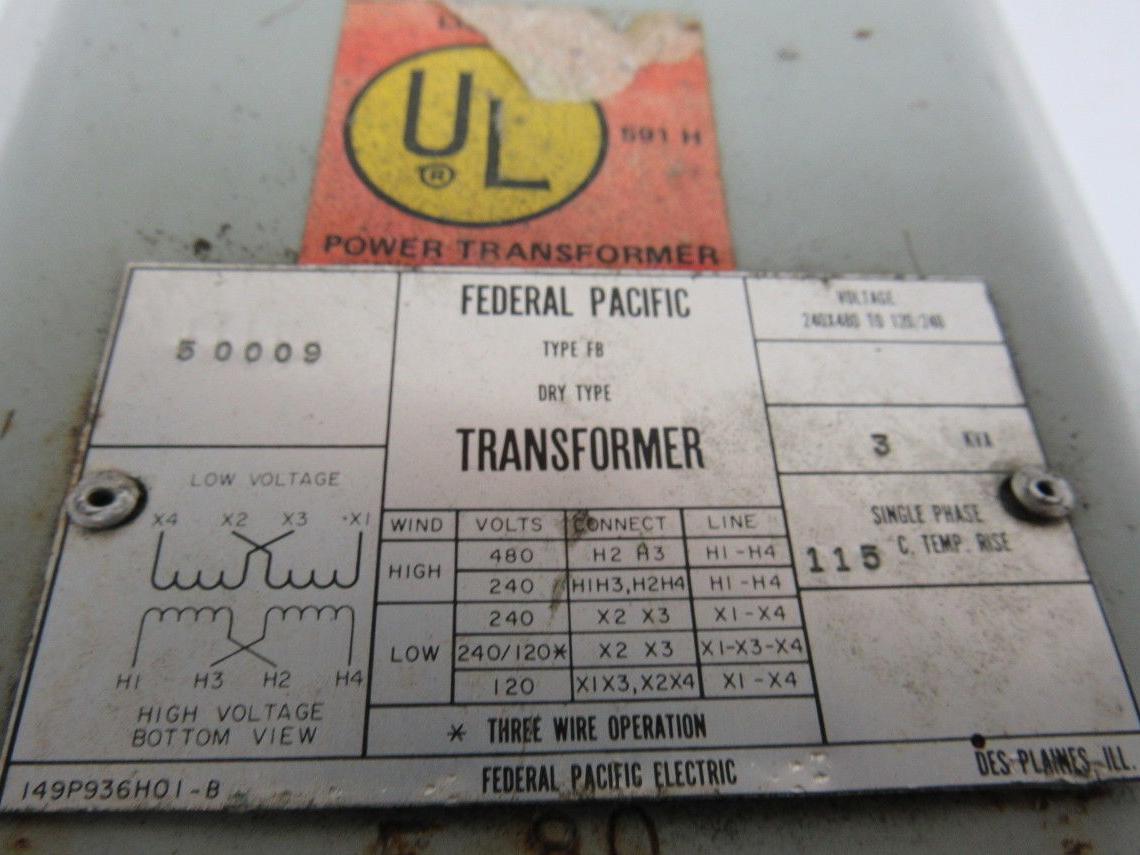 UL
®
591 H
POWER TRANSFORMER
50009
FEDERAL PACIFIC
TYPE FB
DRY TYPE
TRANSFORMER
VOLTAGE
240X480 TO 120/240
3 KVA
SINGLE PHASE
115 C. TEMP. RISE
LOW VOLTAGE
X4 X2 X3 X1
H1 H3 H2 H4
HIGH VOLTAGE
BOTTOM VIEW
WIND VOLTS CONNECT LINE
HIGH 480 H2 H3 H1-H4
240 H1H3,H2H4 H1-H4
LOW 240 X2 X3 X1-X4
240/120* X2 X3 X1-X3-X4
120 X1X3,X2X4 X1-X4
* THREE WIRE OPERATION
149P936H01-B
FEDERAL PACIFIC ELECTRIC
DES PLAINES, ILL.